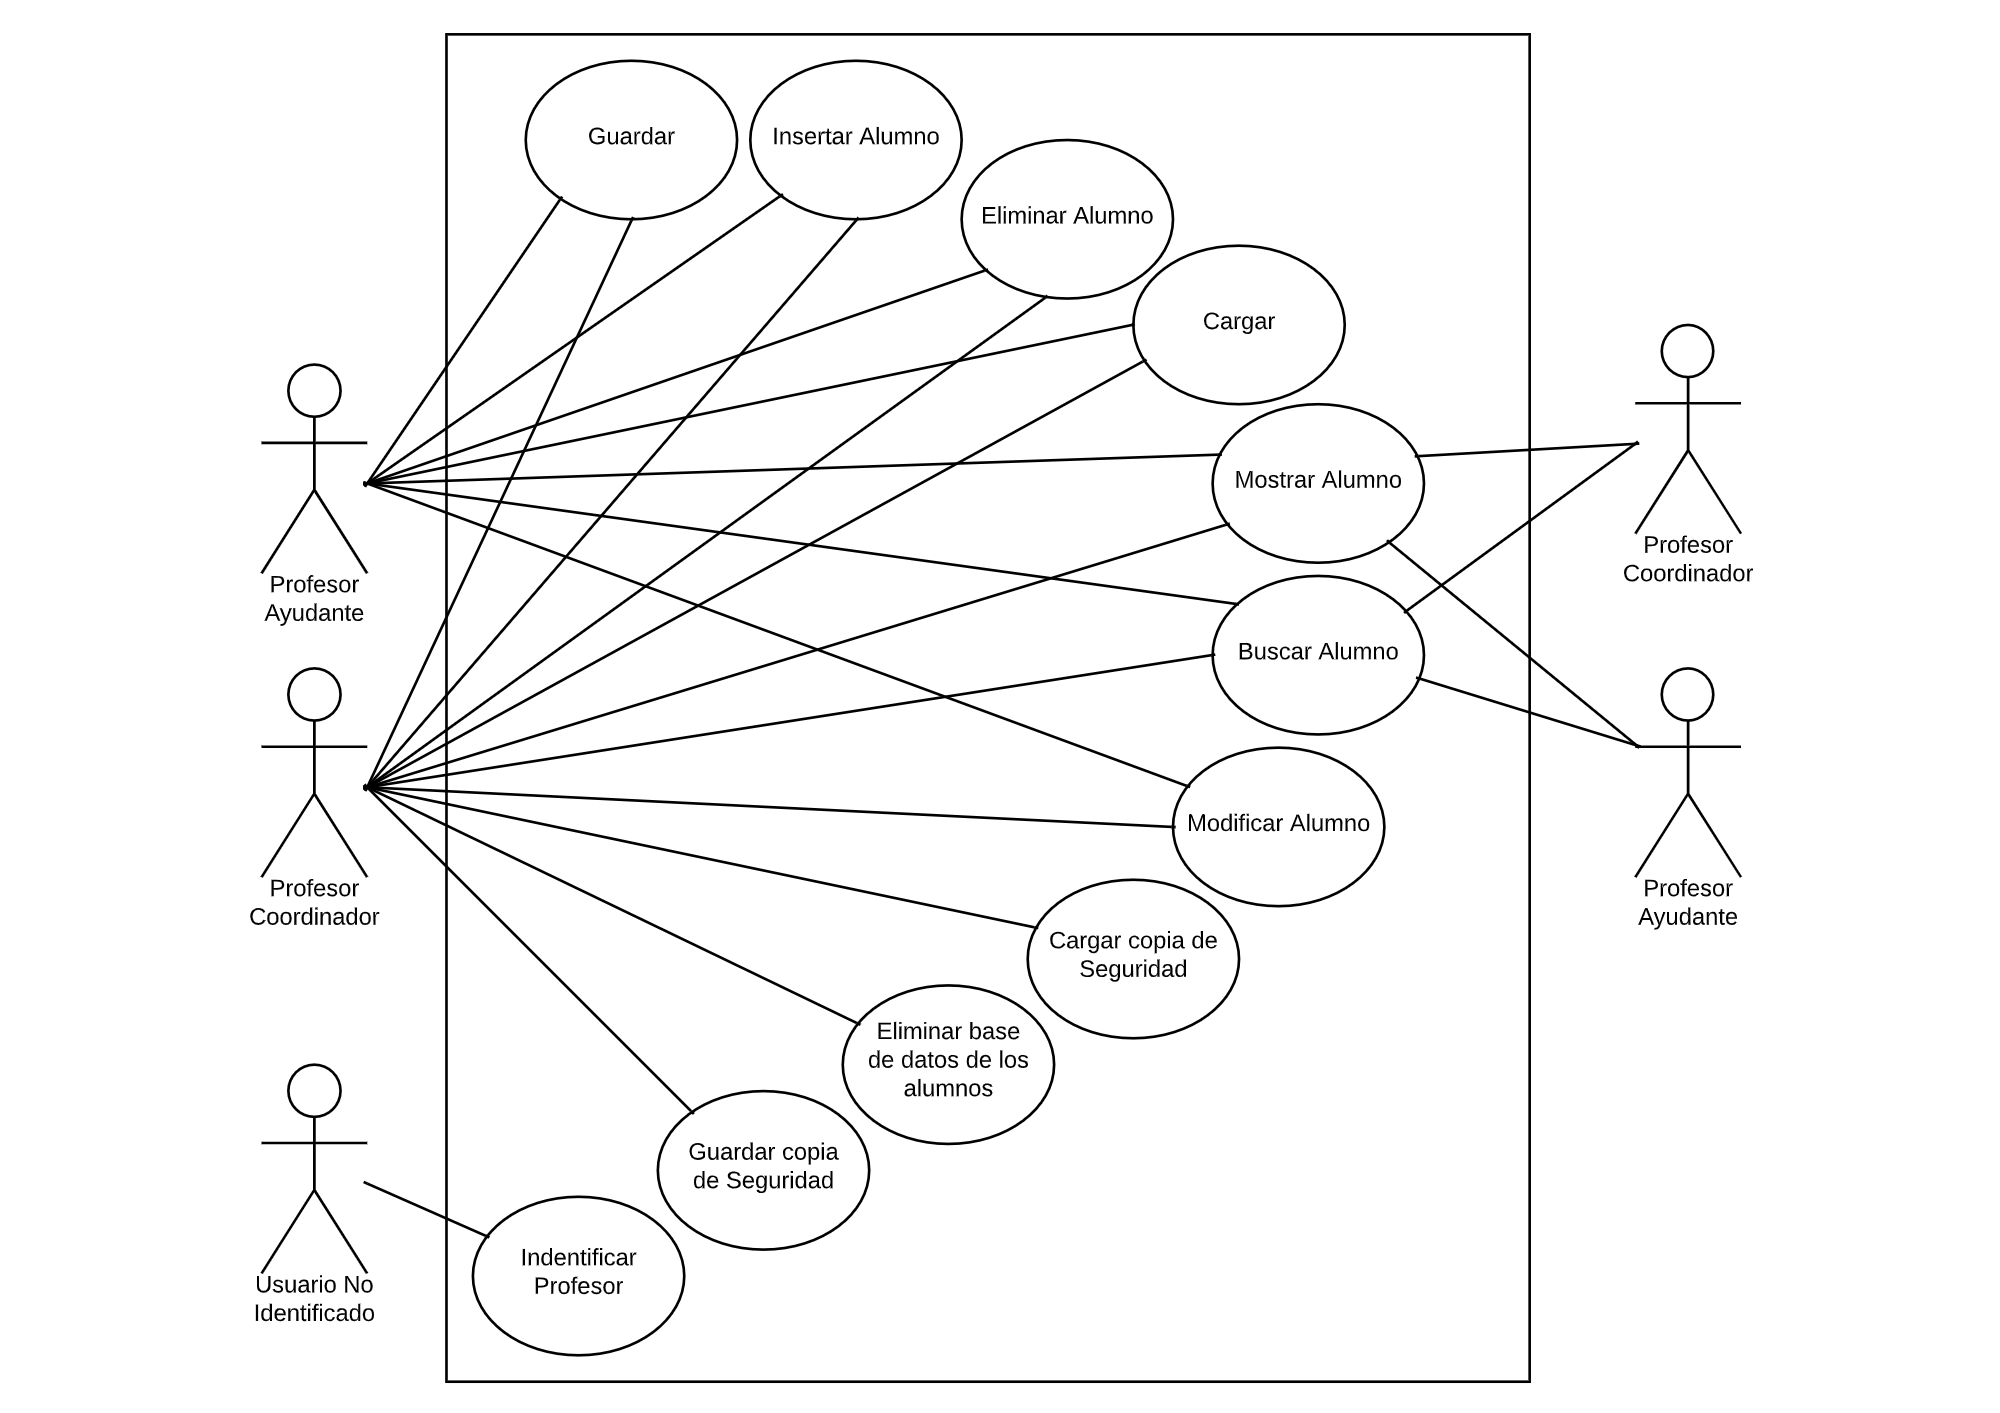 Guardar
Insertar Alumno
Eliminar Alumno
Cargar
Mostrar Alumno
Buscar Alumno
Modificar Alumno
Cargar copia de
Seguridad
Eliminar base
de datos de los
alumnos
Guardar copia
de Seguridad
Indentificar
Profesor
Profesor
Ayudante
Profesor
Coordinador
Usuario No
Identificado
Profesor
Coordinador
Profesor
Ayudante